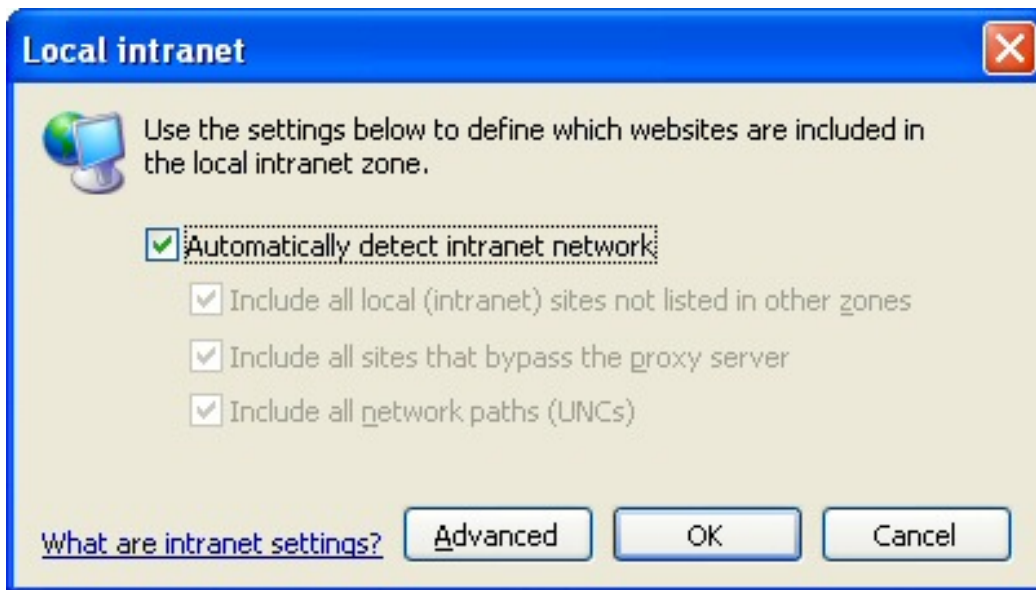 Local intranet
Use the settings below to define which websites are included in
the local intranet zone.
Automatically detect intranet network
Include all local (intranet) sites not listed in other zones
Include all sites that bypass the proxy server
Include all network paths (UNCs)
What are intranet settings?
Advanced
OK
Cancel